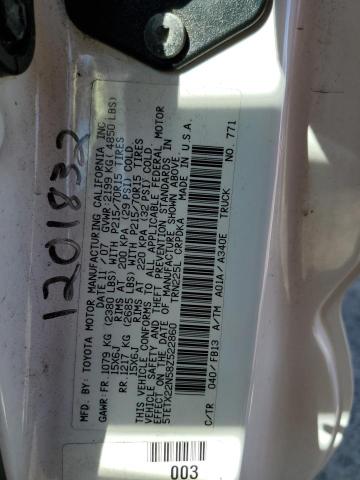 MFD. BY: TOYOTA MOTOR MANUFACTURING CALIFORNIA, INC.
DATE 11 / 07 GVWR: 2199 KG ( 4850 LBS)
GAWR: FR. 1079 KG (2380 LBS) WITH P215/70R15 TIRES
15X6J RIMS AT 200 KPA (29 PSI) COLD.
RR. 1217 KG (2685 LBS) WITH P215/70R15 TIRES
15X6J RIMS AT 220 KPA (32 PSI) COLD.
THIS VEHICLE CONFORMS TO ALL APPLICABLE FEDERAL MOTOR
VEHICLE SAFETY AND THEFT PREVENTION STANDARDS IN
EFFECT ON THE DATE OF MANUFACTURE SHOWN ABOVE.
5TETX22N58Z522860 TRUCK
TRN225L CRPDKA MADE IN U.S.A.
C/TR 040/FB13 A/TM A01A/A340E NO. 771
003
1201832